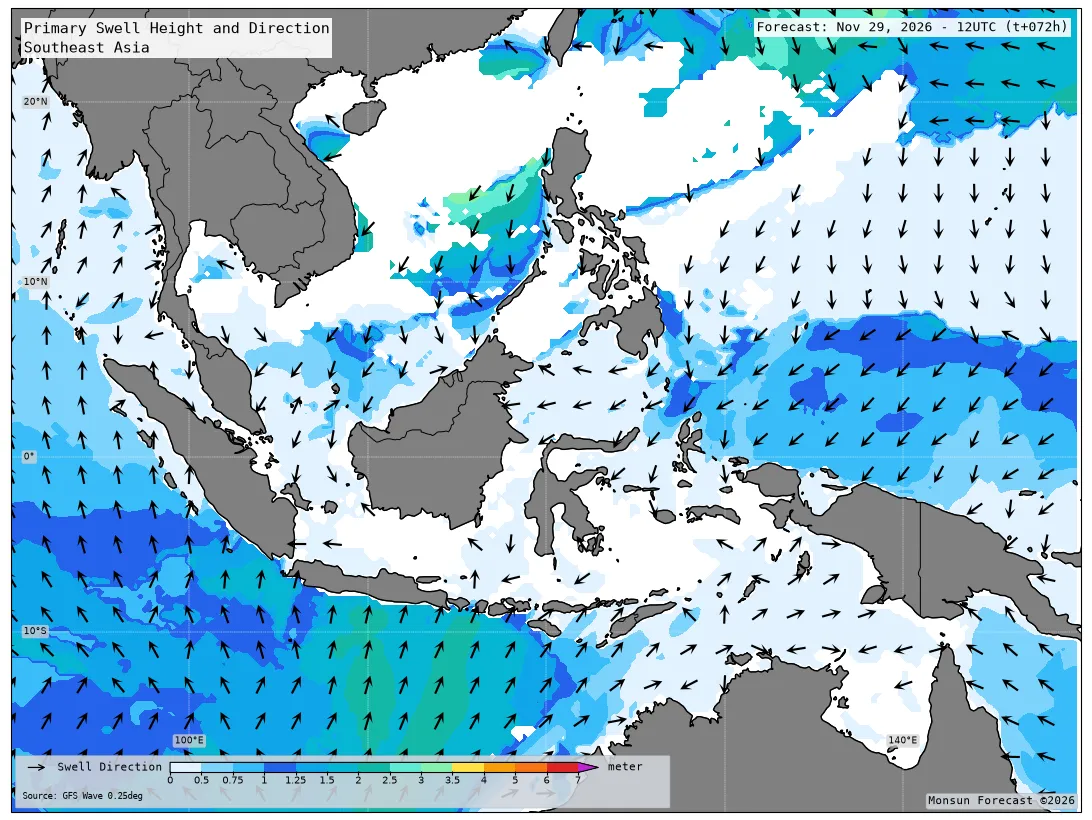 Primary Swell Height and Direction
Southeast Asia
Forecast: Nov 29, 2026 - 12UTC (t+072h)
20°N
10°N
0°
10°S
100°E
140°E
Swell Direction
0 0.5 0.75 1 1.25 1.5 2 2.5 3 3.5 4 5 6 7
meter
Source: GFS Wave 0.25deg
Monsun Forecast ©2026